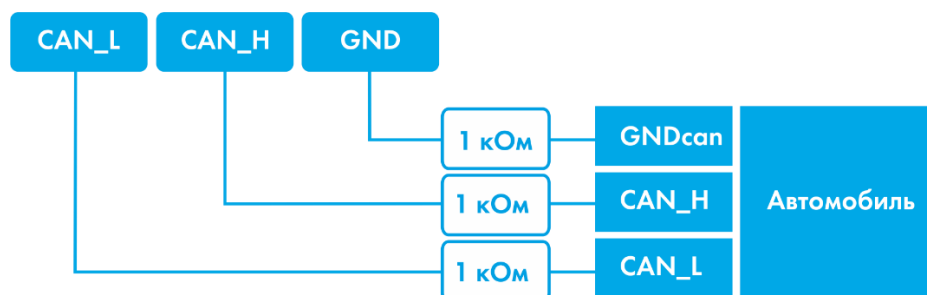 CAN_L CAN_H GND
1 кОм GNDcan
1 кОм CAN_H Автомобиль
1 кОм CAN_L